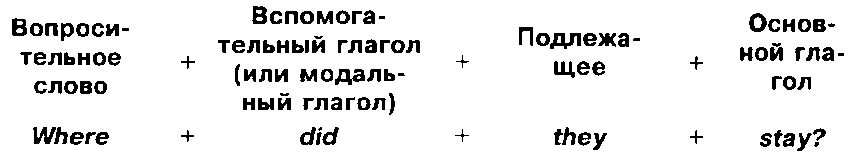 Вопроси-
тельное
слово
+
Вспомога-
тельный глагол
(или модаль-
ный глагол)
+
Подлежа-
щее
+
Основ-
ной гла-
гол
Where + did + they + stay?